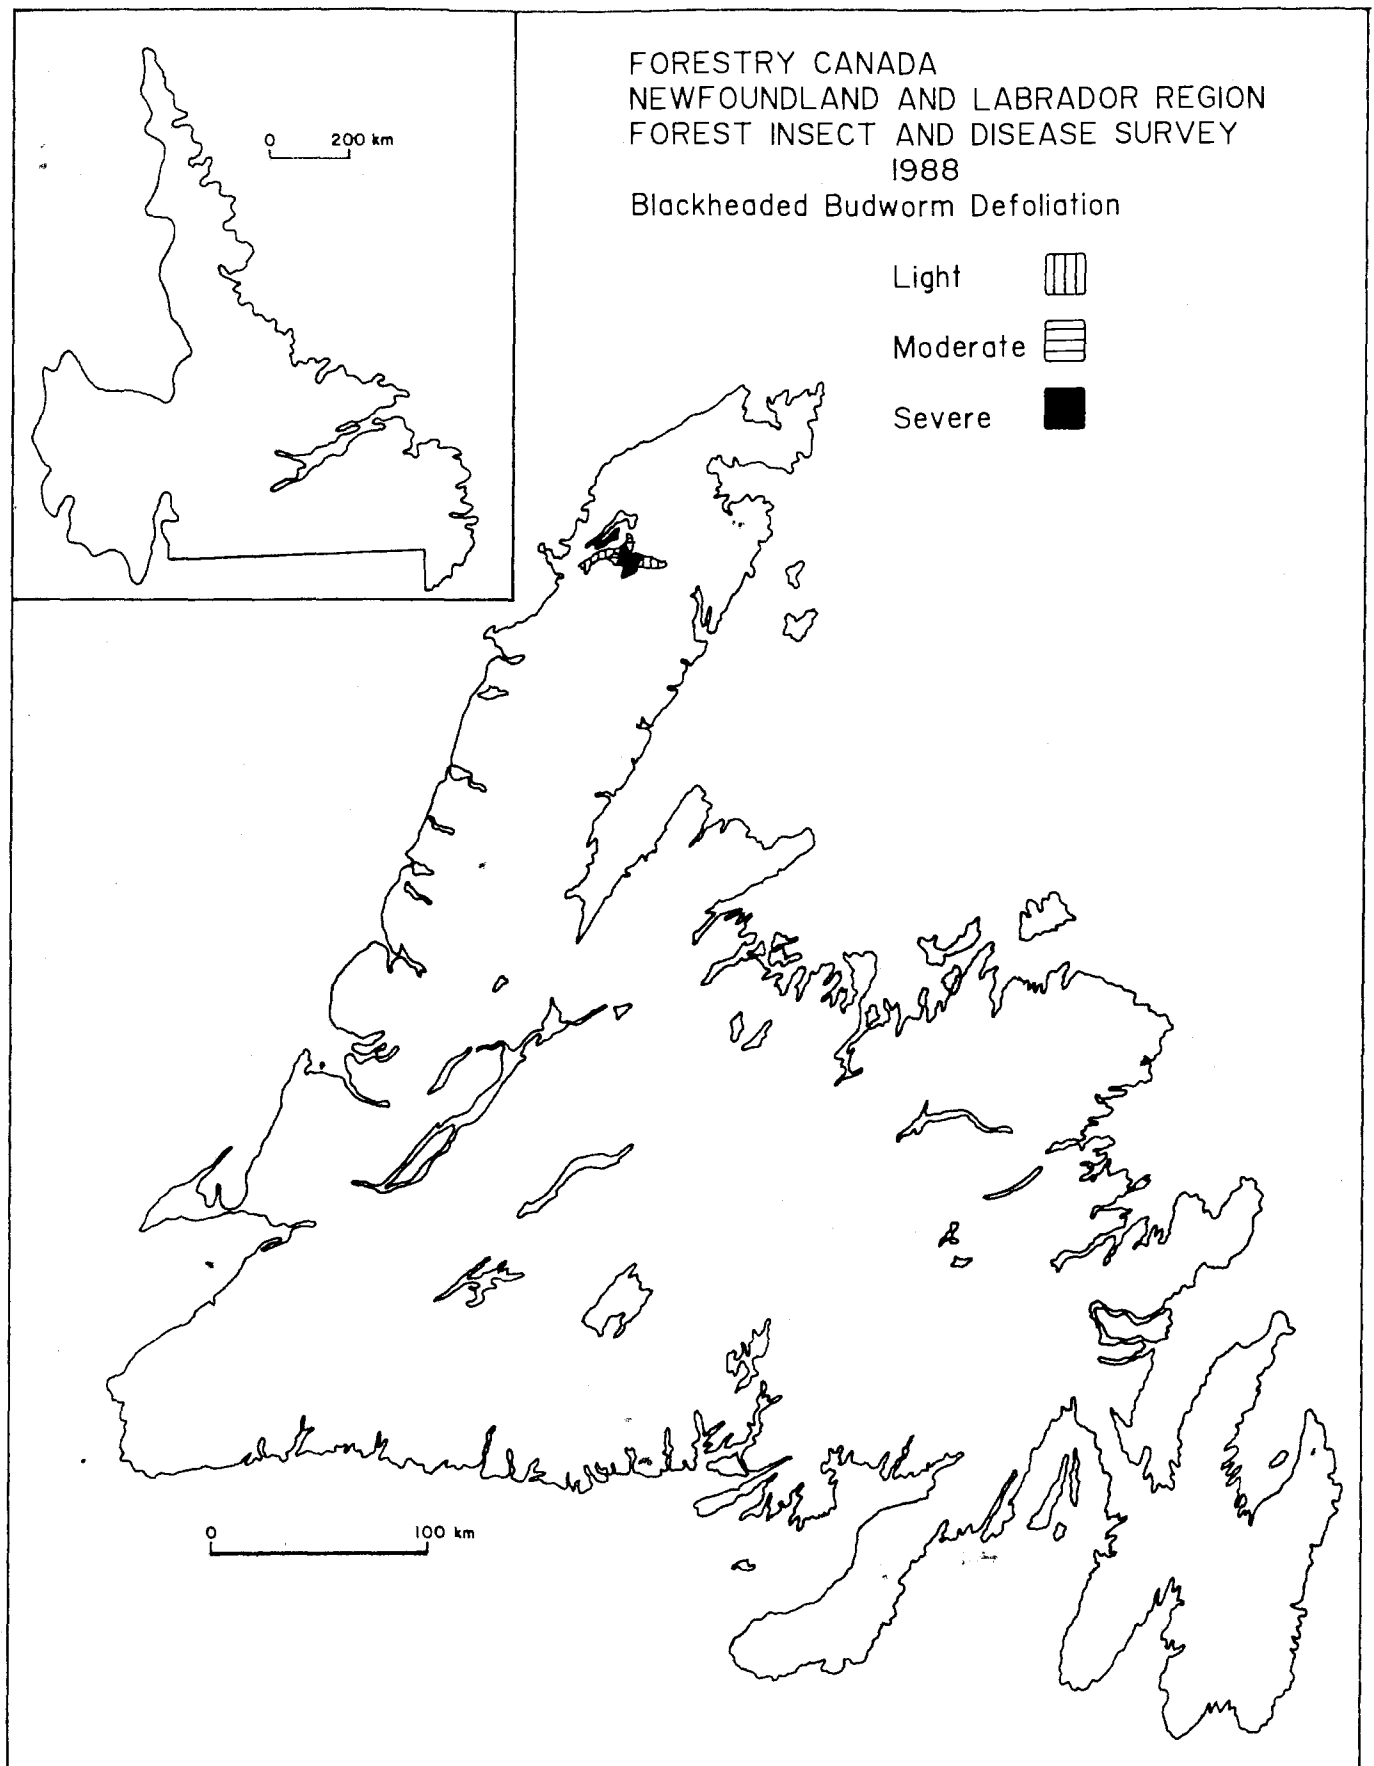 FORESTRY CANADA
NEWFOUNDLAND AND LABRADOR REGION
FOREST INSECT AND DISEASE SURVEY
1988
Blackheaded Budworm Defoliation
Light
Moderate
Severe
0 200 km
0 100 km